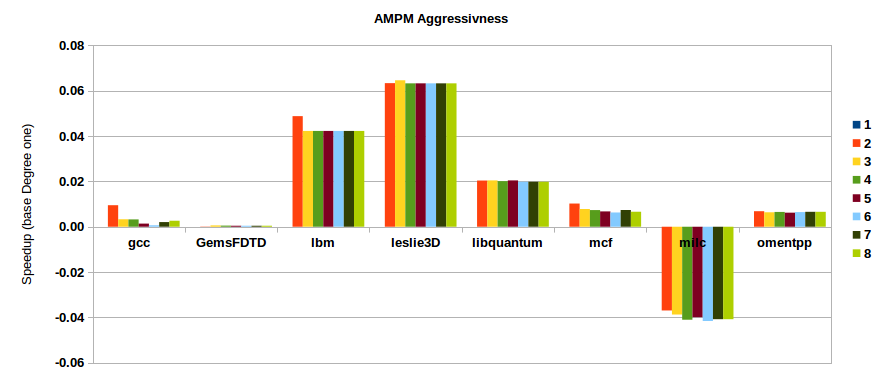 AMPM Aggressivness
Speedup (base Degree one)
0.08
0.06
0.04
0.02
0.00
-0.02
-0.04
-0.06
gcc
GemsFDTD
lbm
leslie3D
libquantum
mcf
milc
omentpp
1
2
3
4
5
6
7
8